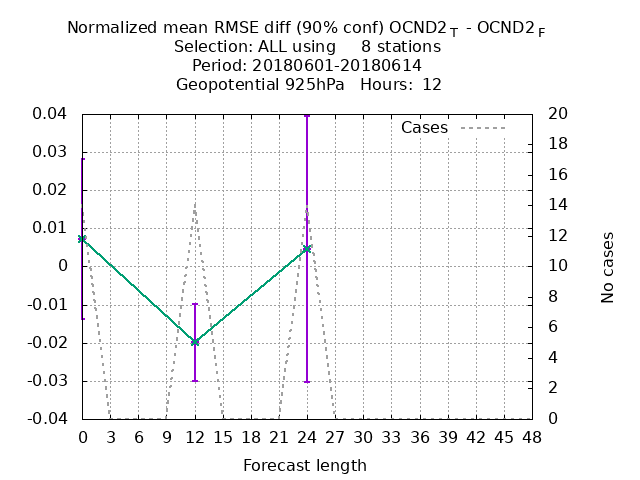 Normalized mean RMSE diff (90% conf) OCND2 T - OCND2 F
Selection: ALL using 8 stations
Period: 20180601-20180614
Geopotential 925hPa Hours: 12
Cases
0.04
0.03
0.02
0.01
0
-0.01
-0.02
-0.03
-0.04
20
18
16
14
12
10
8
6
4
2
0
No cases
0 3 6 9 12 15 18 21 24 27 30 33 36 39 42 45 48
Forecast length